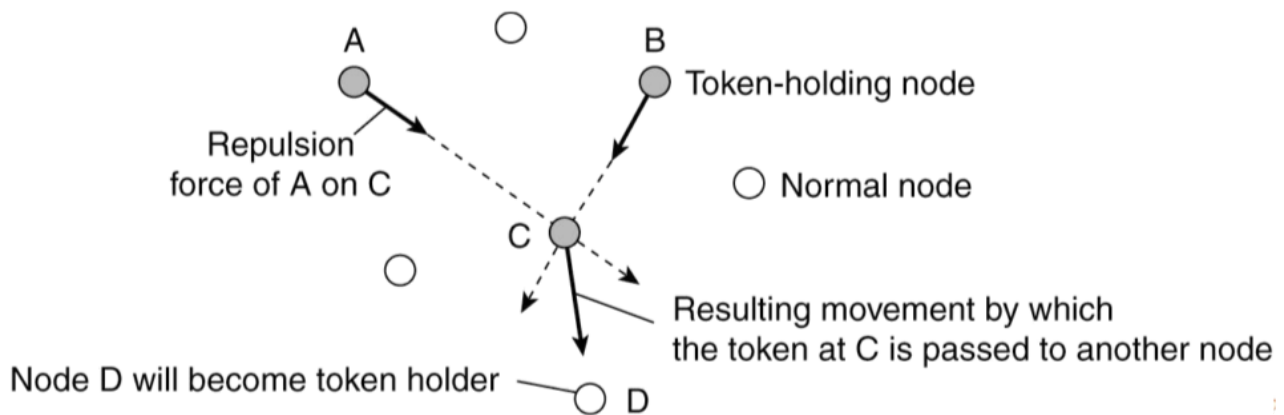 A
B
Token-holding node
Repulsion
force of A on C
Normal node
C
Resulting movement by which
the token at C is passed to another node
Node D will become token holder
D